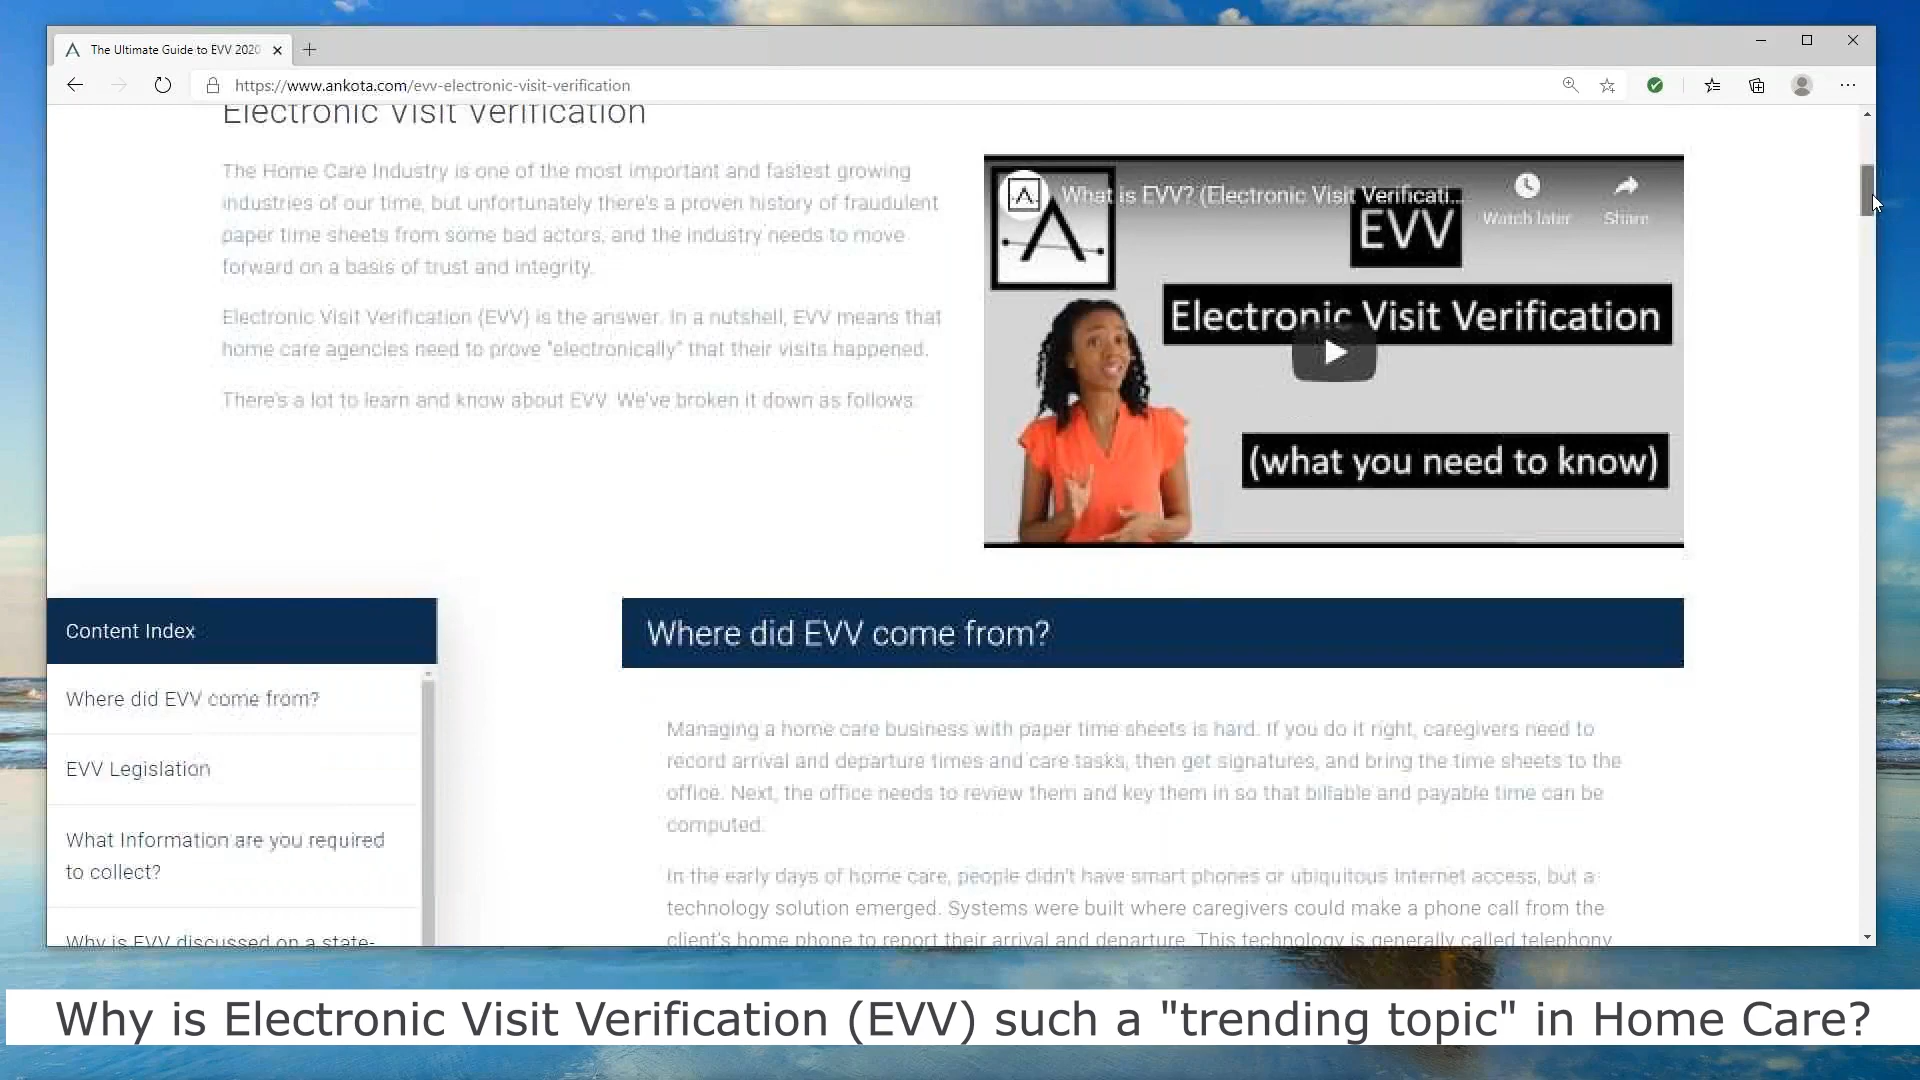 The Ultimate Guide to EVV 2020
https://www.ankota.com/evv-electronic-visit-verification
Electronic Visit Verification
The Home Care Industry is one of the most important and fastest growing
industries of our time, but unfortunately there's a proven history of fraudulent
paper time sheets from some bad actors, and the industry needs to move
forward on a basis of trust and integrity.
Electronic Visit Verification (EVV) is the answer. In a nutshell, EVV means that
home care agencies need to prove "electronically" that their visits happened.
There's a lot to learn and know about EVV. We've broken it down as follows:
What is EVV? (Electronic Visit Verificati...
Watch later
Share
EVV
Electronic Visit Verification
(what you need to know)
Content Index
Where did EVV come from?
EVV Legislation
What Information are you required
to collect?
Why is EVV discussed on a state-
Where did EVV come from?
Managing a home care business with paper time sheets is hard. If you do it right, caregivers need to
record arrival and departure times and care tasks, then get signatures, and bring the time sheets to the
office. Next, the office needs to review them and key them in so that billable and payable time can be
computed.
In the early days of home care, people didn't have smart phones or ubiquitous internet access, but a
technology solution emerged. Systems were built where caregivers could make a phone call from the
client's home phone to report their arrival and departure. This technology is generally called telephony
Why is Electronic Visit Verification (EVV) such a "trending topic" in Home Care?